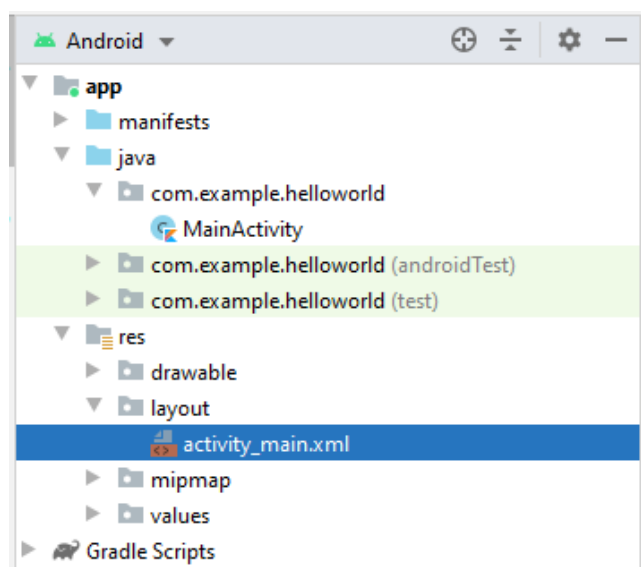 Android
app
manifests
java
com.example.helloworld
MainActivity
com.example.helloworld (androidTest)
com.example.helloworld (test)
res
drawable
layout
activity_main.xml
mipmap
values
Gradle Scripts